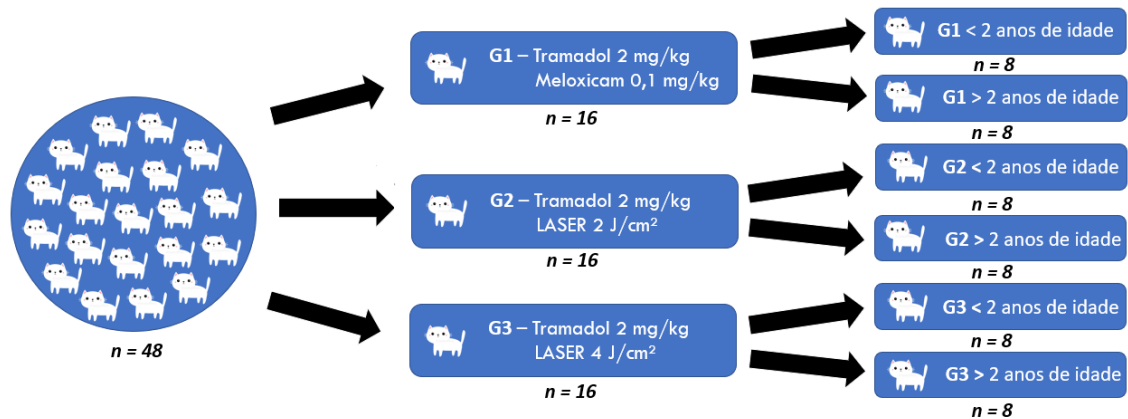 n = 48
G1 – Tramadol 2 mg/kg
Meloxicam 0,1 mg/kg
n = 16
G2 – Tramadol 2 mg/kg
LASER 2 J/cm²
n = 16
G3 – Tramadol 2 mg/kg
LASER 4 J/cm²
n = 16
G1 < 2 anos de idade
n = 8
G1 > 2 anos de idade
n = 8
G2 < 2 anos de idade
n = 8
G2 > 2 anos de idade
n = 8
G3 < 2 anos de idade
n = 8
G3 > 2 anos de idade
n = 8